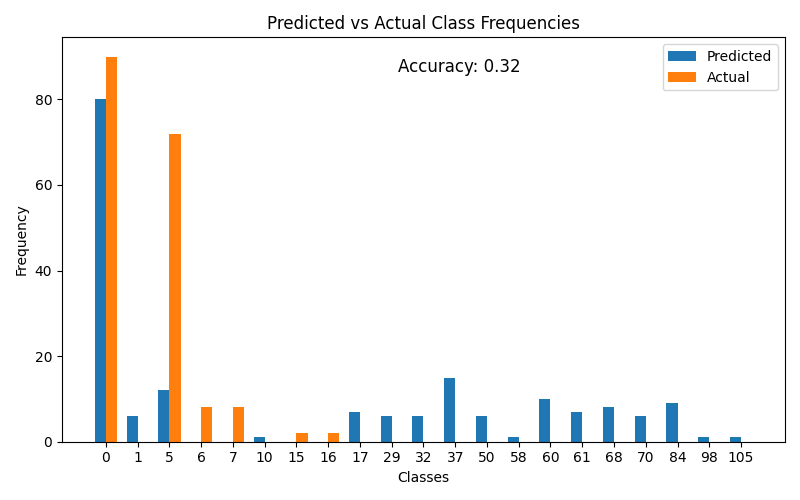 Predicted vs Actual Class Frequencies
Accuracy: 0.32
Predicted
Actual
80
60
40
20
0
Frequency
0 1 5 6 7 10 15 16 17 29 32 37 50 58 60 61 68 70 84 98 105
Classes